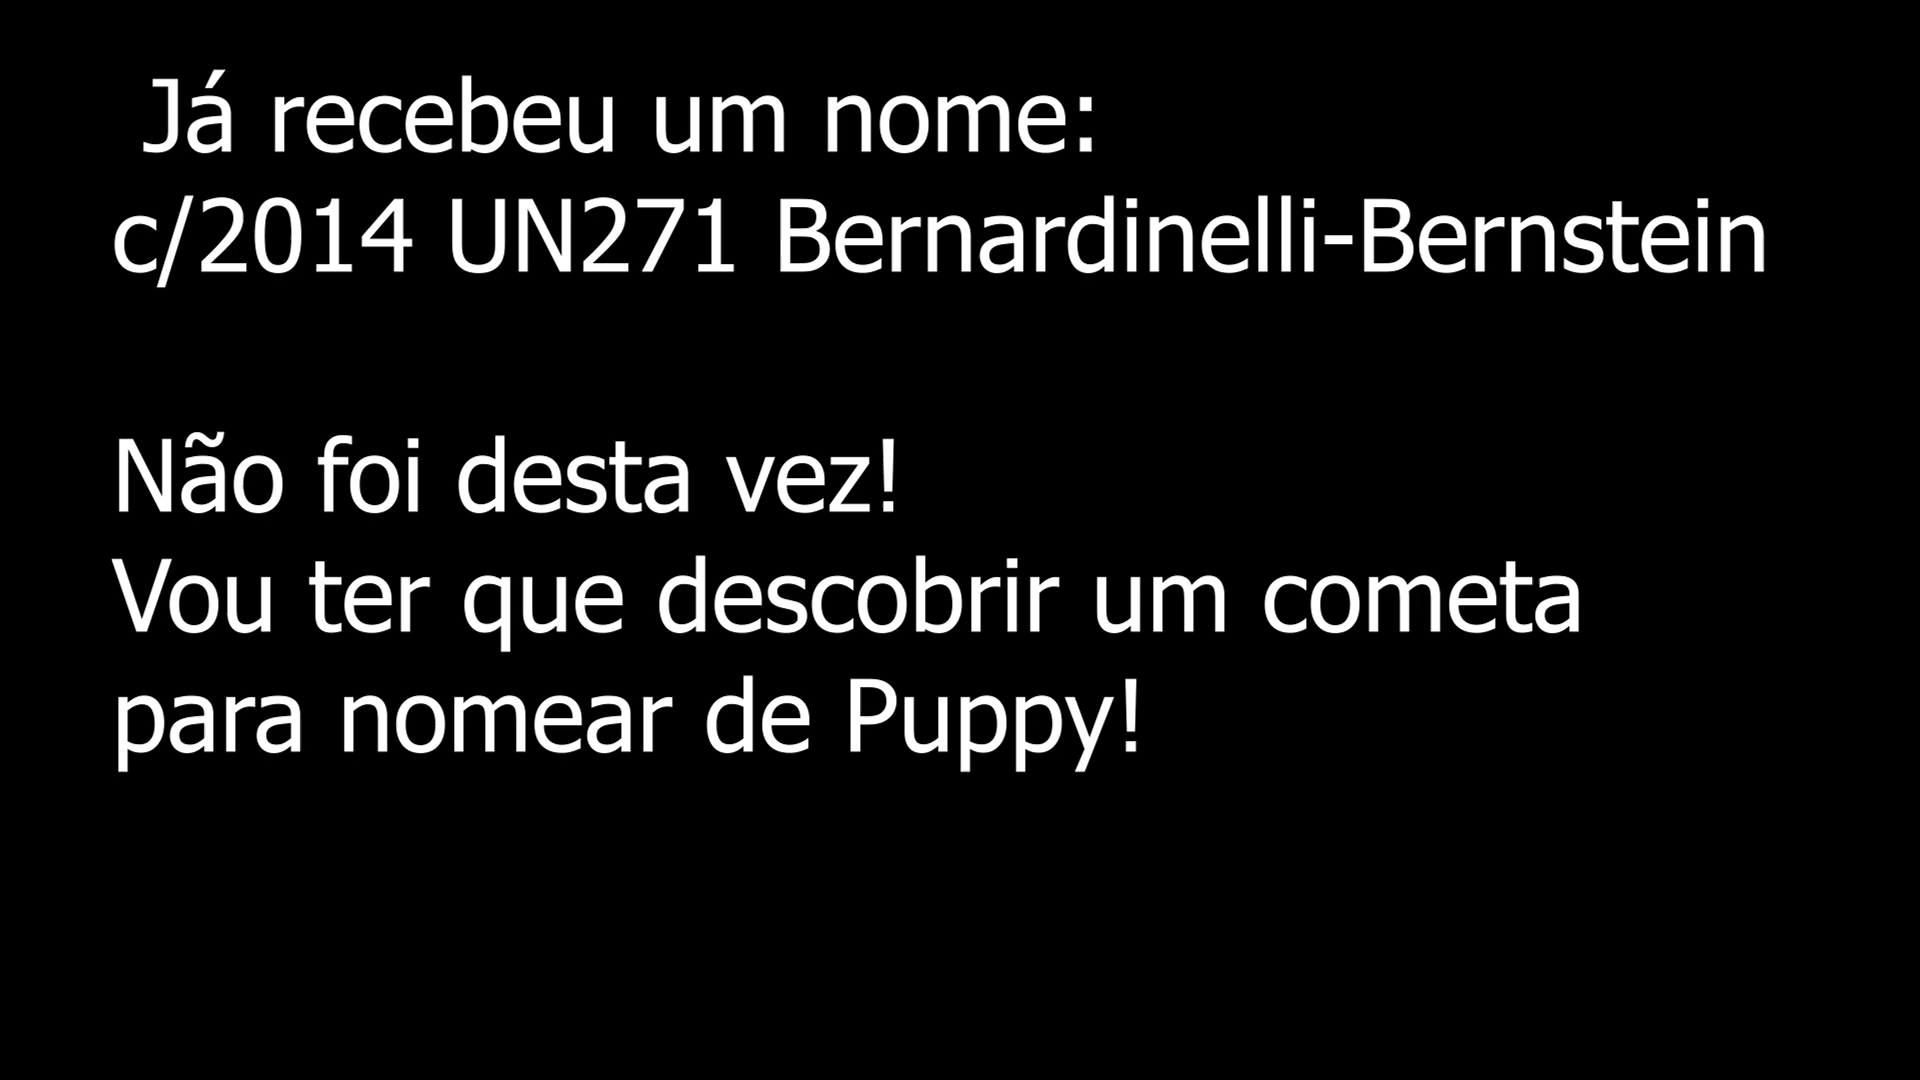 Já recebeu um nome:
c/2014 UN271 Bernardinelli-Bernstein
Não foi desta vez!
Vou ter que descobrir um cometa
para nomear de Puppy!